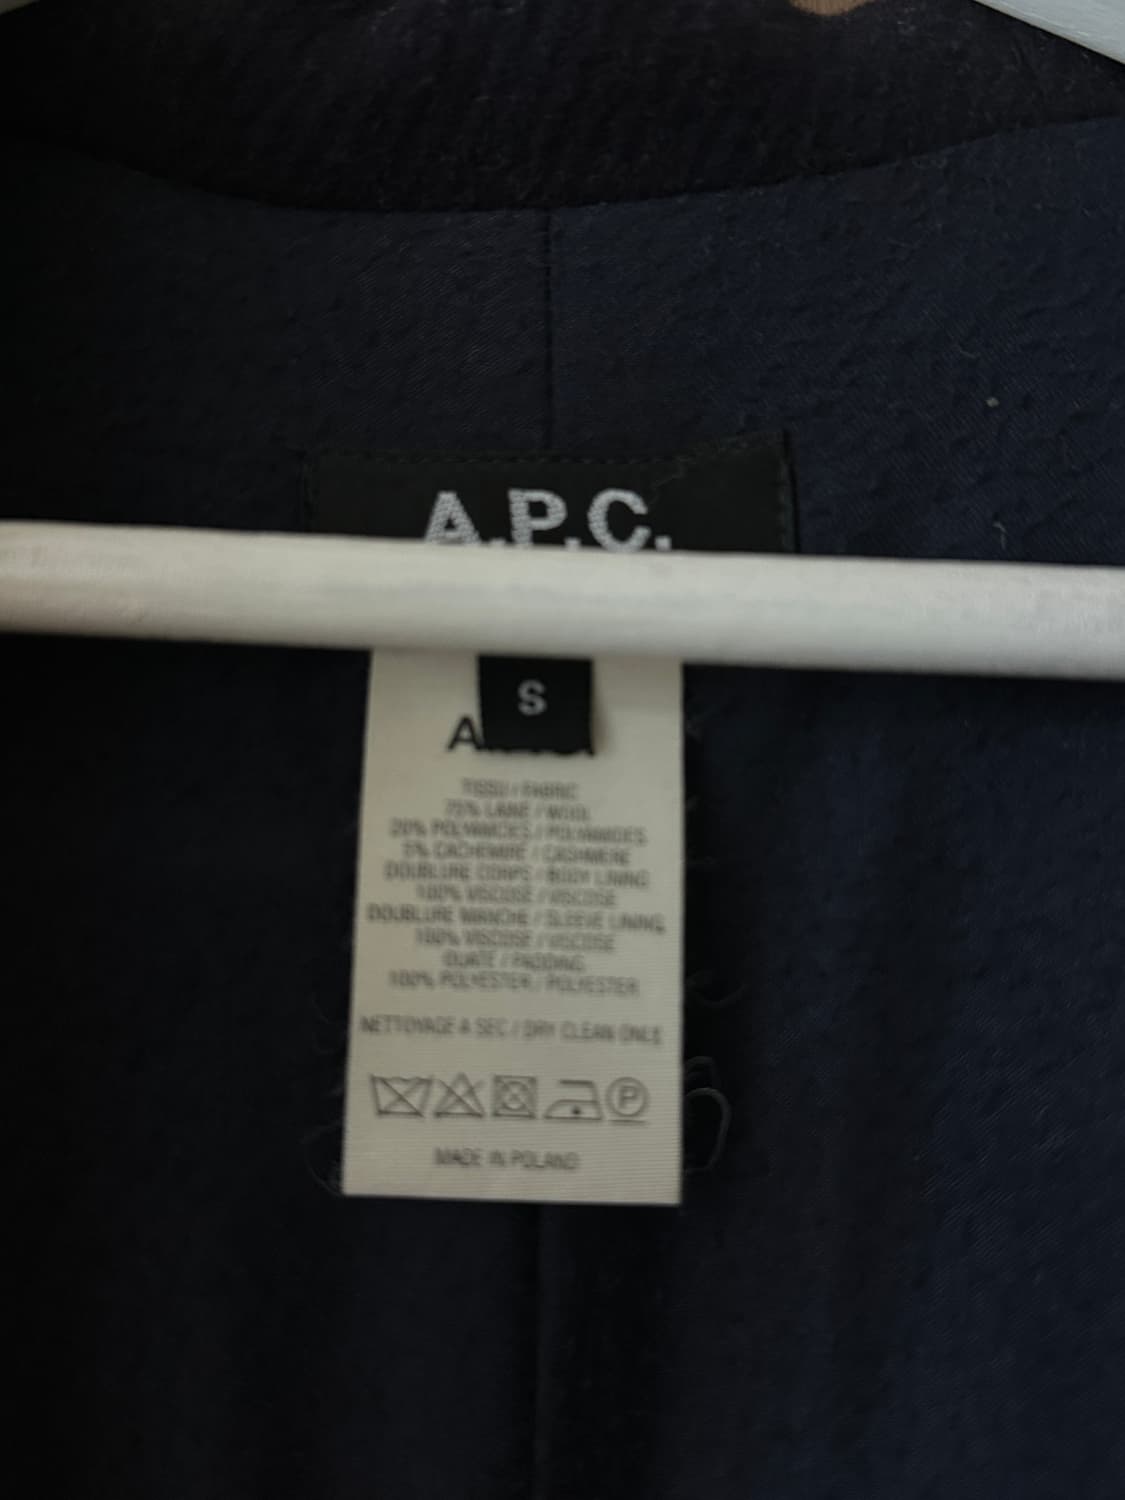 A.P.C.
S
A
TISSU / FABRIC
75% LAINE / WOOL
20% POLYAMIDES / POLYAMIDES
5% CACHEMIRE / CASHMERE
DOUBLURE CORPS / BODY LINING
100% VISCOSE / VISCOSE
DOUBLURE MANCHE / SLEEVE LINING
100% VISCOSE / VISCOSE
OUATE / PADDING
100% POLYESTER / POLYESTER
NETTOYAGE A SEC / DRY CLEAN ONLY
P
MADE IN POLAND